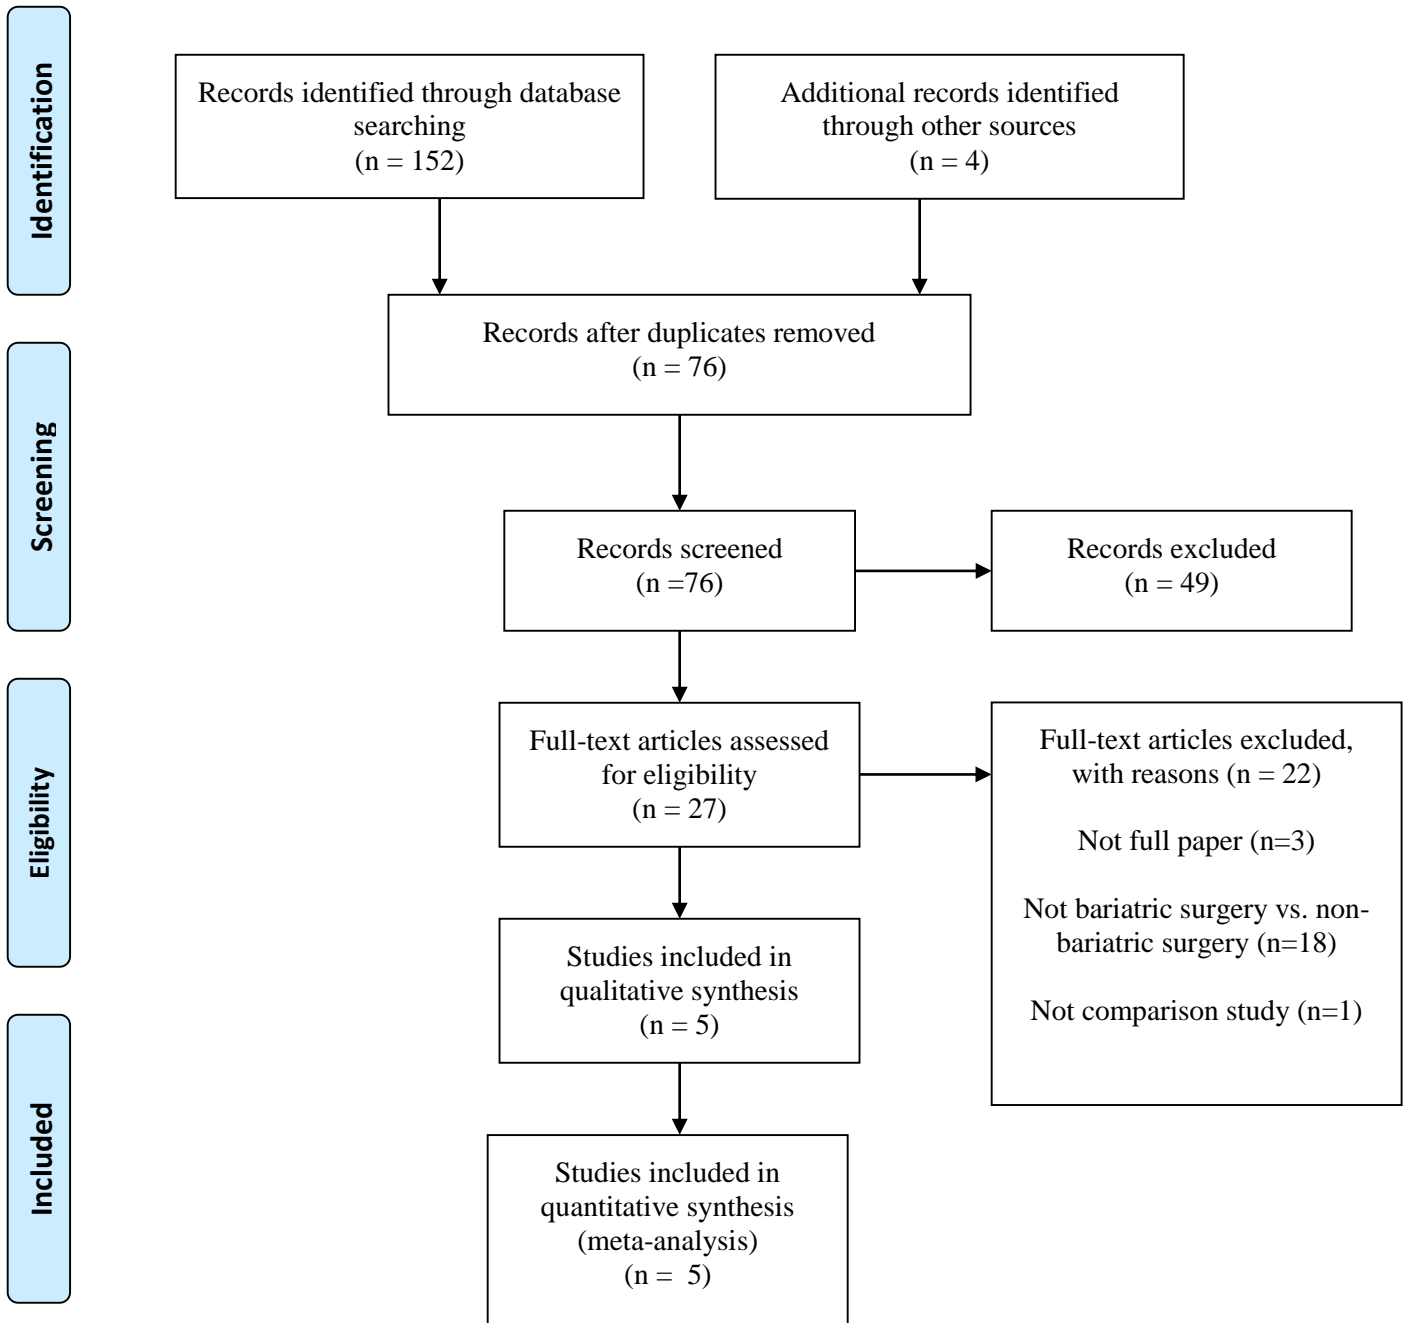 Identification
Records identified through database
searching
(n = 152)
Additional records identified
through other sources
(n = 4)
Records after duplicates removed
(n = 76)
Screening
Records screened
(n =76)
Records excluded
(n = 49)
Eligibility
Full-text articles assessed
for eligibility
(n = 27)
Full-text articles excluded,
with reasons (n = 22)
Not full paper (n=3)
Not bariatric surgery vs. non-
bariatric surgery (n=18)
Not comparison study (n=1)
Studies included in
qualitative synthesis
(n = 5)
Included
Studies included in
quantitative synthesis
(meta-analysis)
(n =  5)